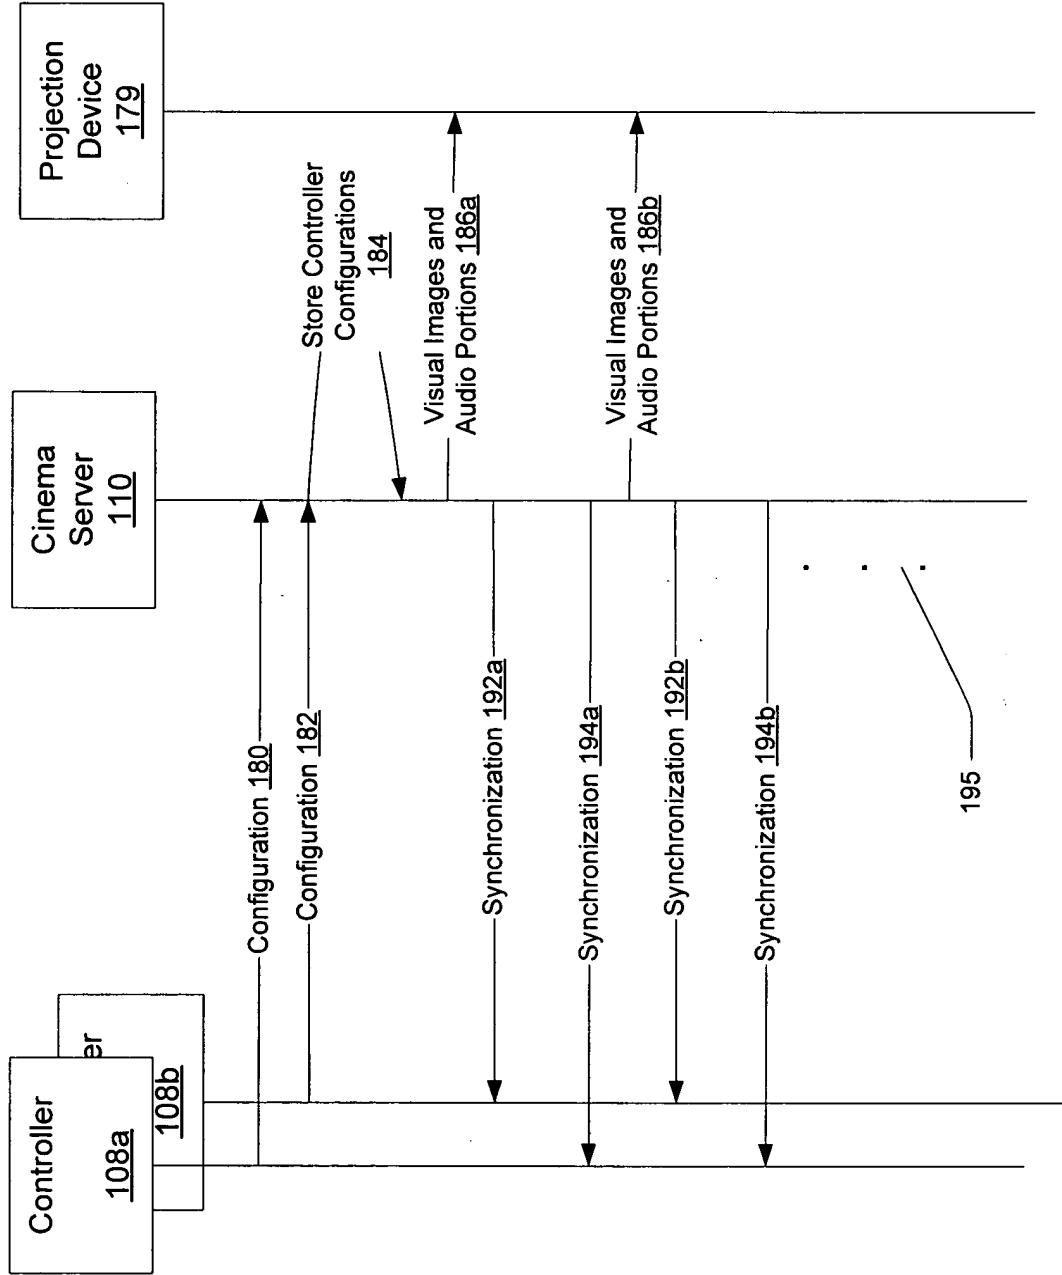 Controller
108a
er
108b
Cinema
Server
110
Projection
Device
179
Configuration 180
Configuration 182
Store Controller
Configurations
184
Visual Images and
Audio Portions 186a
Synchronization 192a
Synchronization 194a
Visual Images and
Audio Portions 186b
Synchronization 192b
Synchronization 194b
195